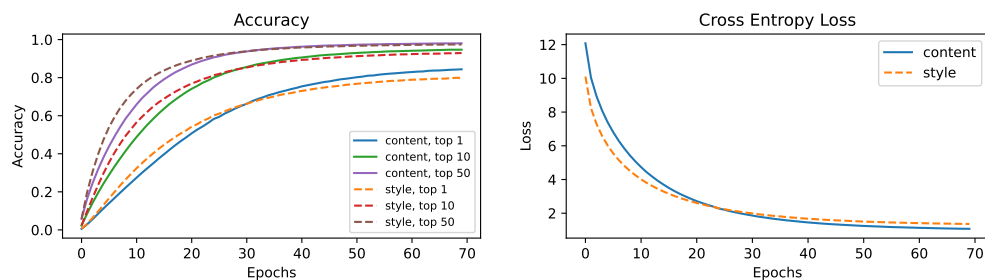 Accuracy
1.0
0.8
0.6
0.4
0.2
0.0
Accuracy
content, top 1
content, top 10
content, top 50
style, top 1
style, top 10
style, top 50
0 10 20 30 40 50 60 70
Epochs
Cross Entropy Loss
12
10
8
6
4
2
Loss
content
style
0 10 20 30 40 50 60 70
Epochs